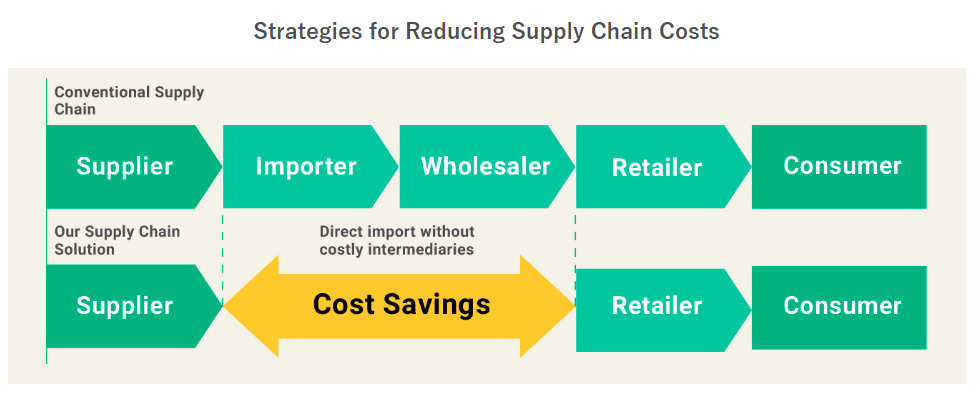 Strategies for Reducing Supply Chain Costs
Conventional Supply
Chain
Supplier
Importer
Wholesaler
Retailer
Consumer
Our Supply Chain
Solution
Direct import without
costly intermediaries
Supplier
Cost Savings
Retailer
Consumer